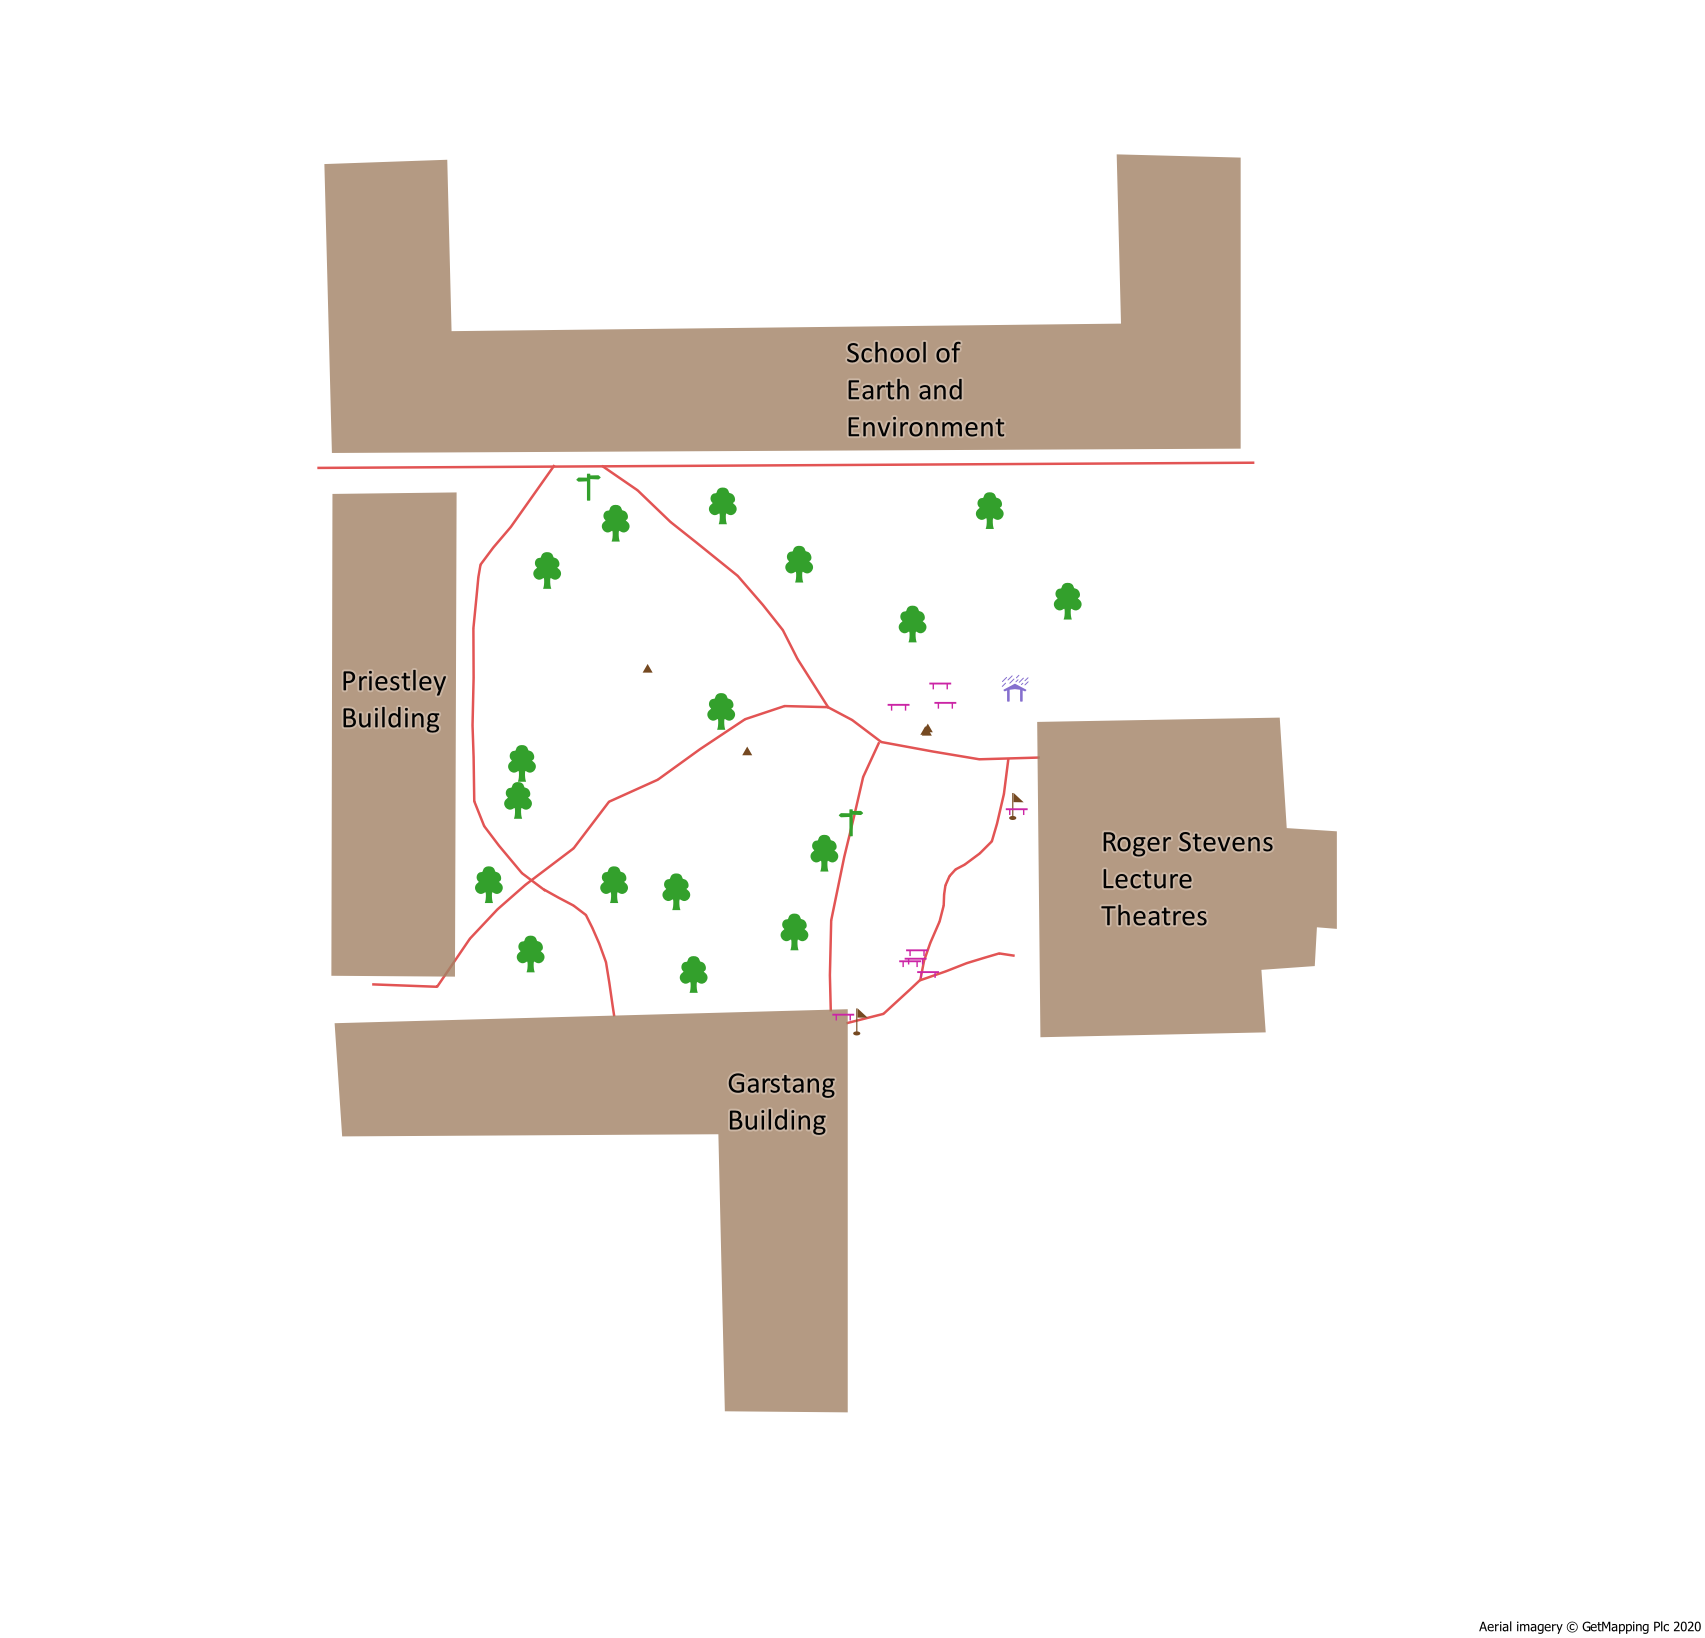 School of
Earth and
Environment
Priestley
Building
Roger Stevens
Lecture
Theatres
Garstang
Building
Aerial imagery © GetMapping Plc 2020